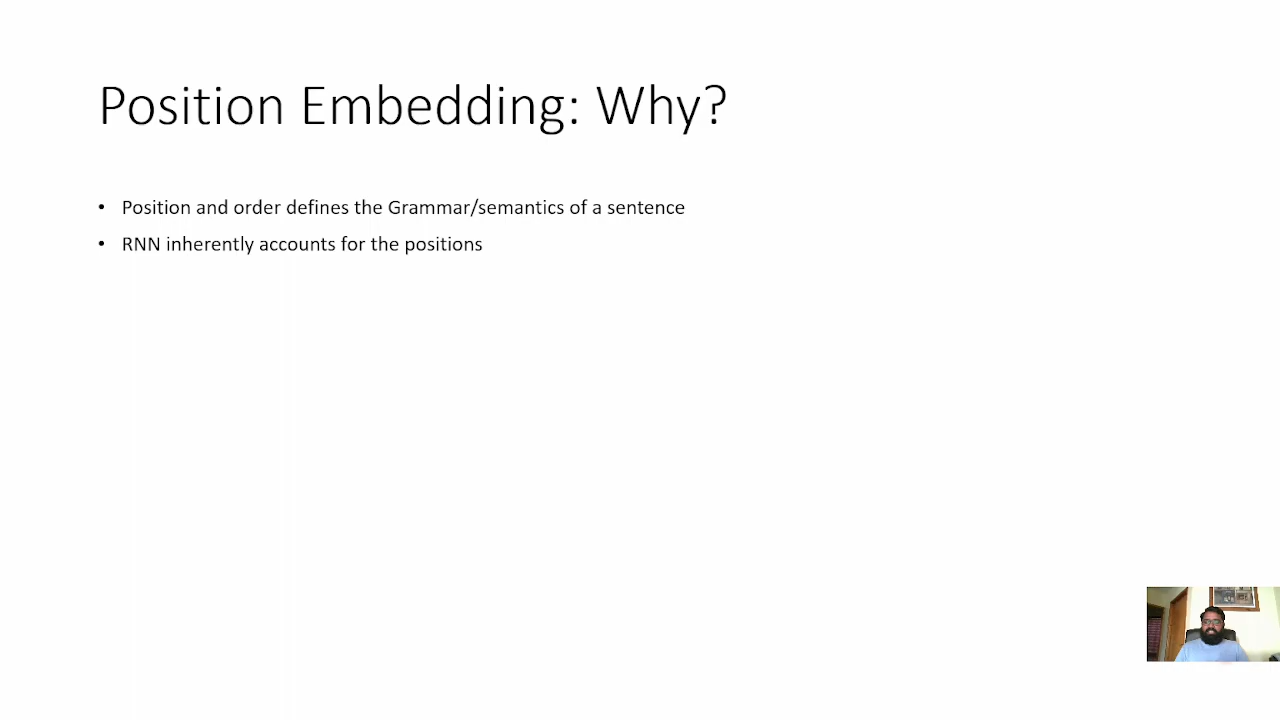 Position Embedding: Why?
• Position and order defines the Grammar/semantics of a sentence
• RNN inherently accounts for the positions